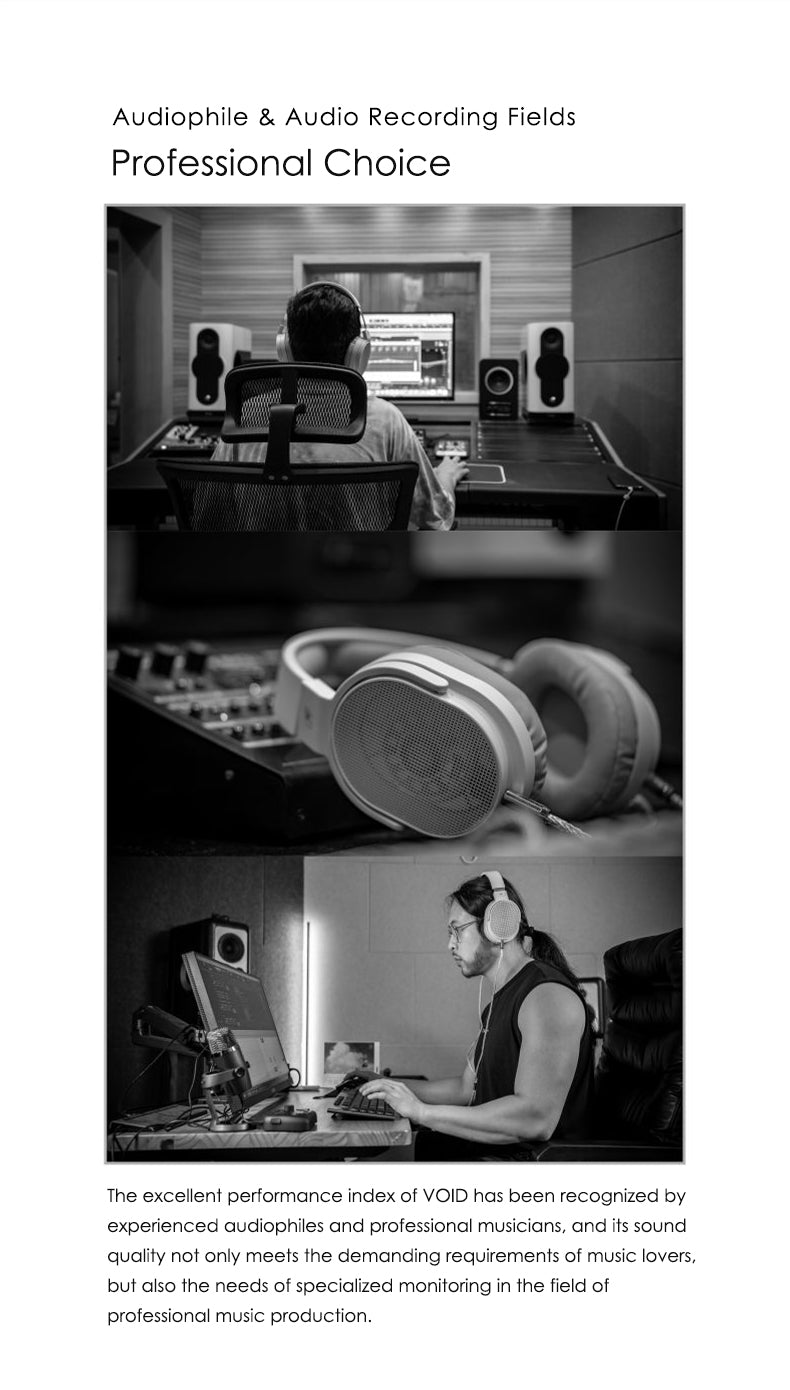 Audiophile & Audio Recording Fields
Professional Choice
The excellent performance index of VOID has been recognized by
experienced audiophiles and professional musicians, and its sound
quality not only meets the demanding requirements of music lovers,
but also the needs of specialized monitoring in the field of
professional music production.